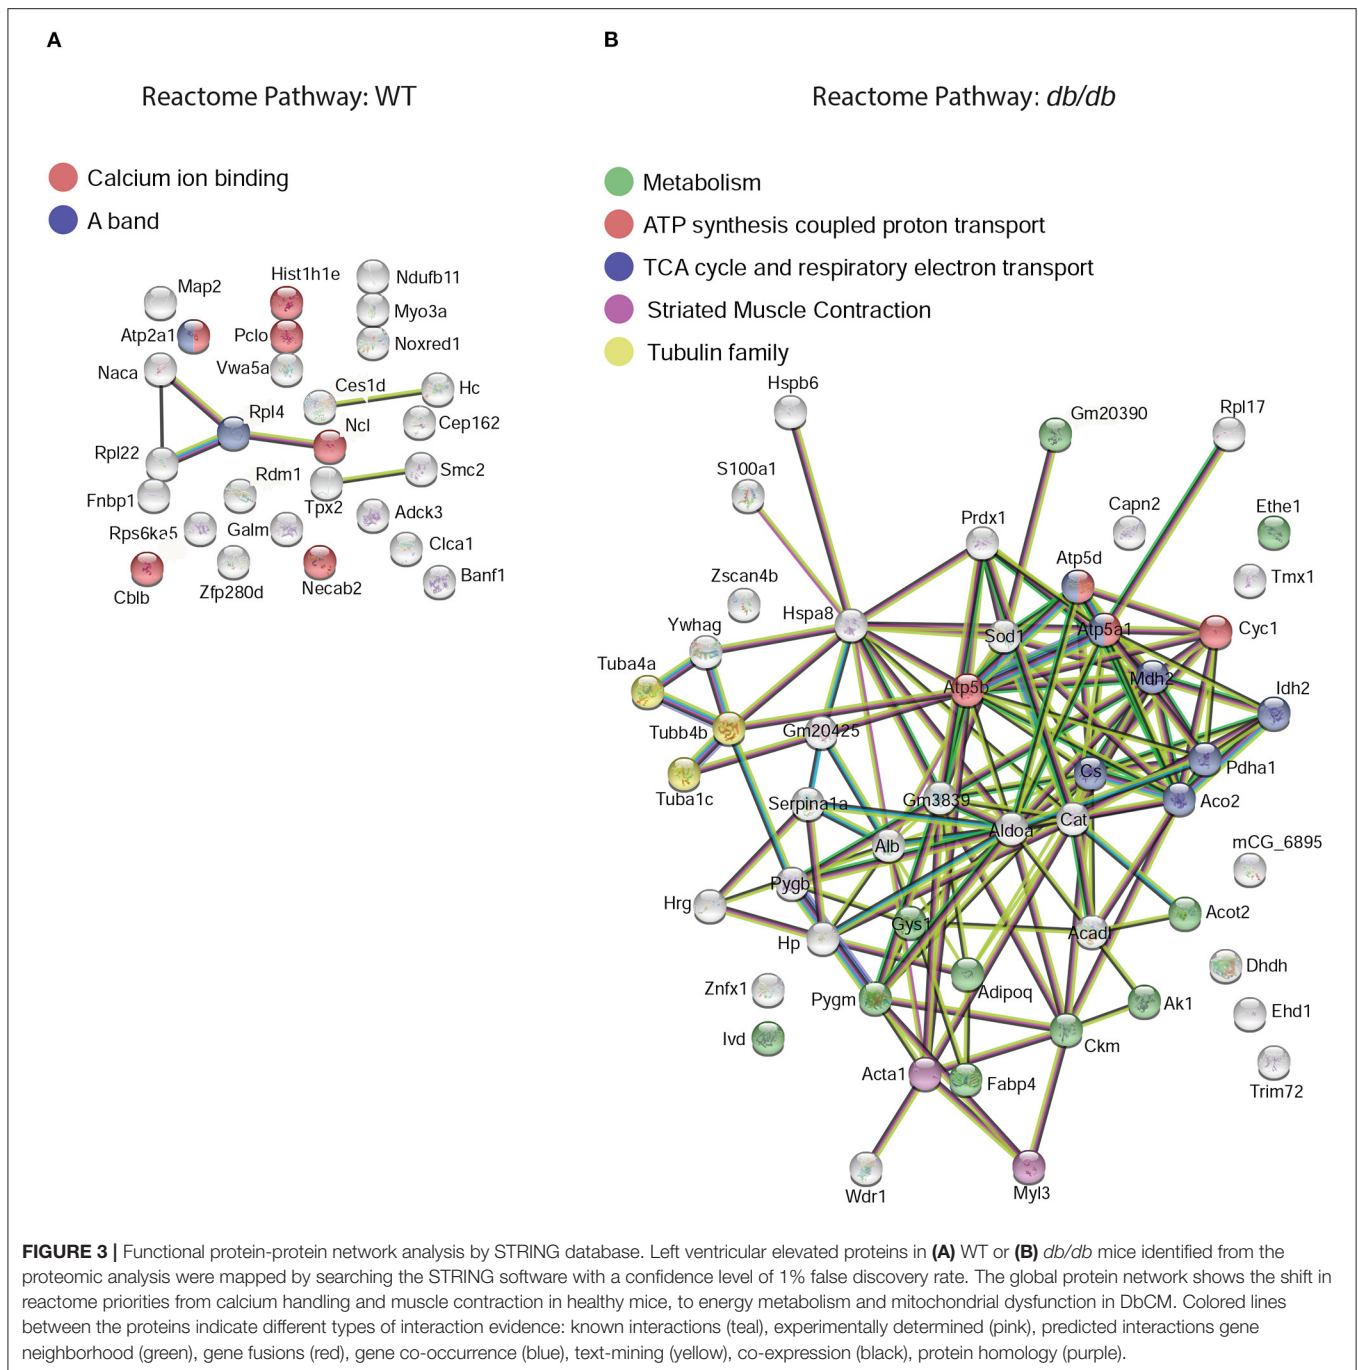 A
Reactome Pathway: WT
Calcium ion binding
A band
Map2
Hist1h1e
Ndufb11
Atp2a1
Pclo
Myo3a
Noxred1
Naca
Vwa5a
Ces1d
Hc
Rpl4
Ncl
Cep162
Rpl22
Rdm1
Smc2
Fnbp1
Tpx2
Adck3
Rps6ka5
Galm
Clca1
Cblb
Zfp280d
Necab2
Banf1
B
Reactome Pathway: db/db
Metabolism
ATP synthesis coupled proton transport
TCA cycle and respiratory electron transport
Striated Muscle Contraction
Tubulin family
Hspb6
Gm20390
Rpl17
S100a1
Prdx1
Capn2
Ethe1
Atp5d
Tmx1
Zscan4b
Hspa8
Ywhag
Sod1
Atp5a1
Cyc1
Tuba4a
Atp5b
Mdh2
Idh2
Tubb4b
Gm20425
Cs
Pdha1
Tuba1c
Serpina1a
Gm3839
Aco2
Aldoa
Cat
Alb
mCG_6895
Pygb
Hrg
Gys1
Acadl
Acot2
Hp
Dhdh
Znfx1
Pygm
Adipoq
Ak1
Ehd1
Ivd
Ckm
Acta1
Fabp4
Trim72
Wdr1
Myl3
FIGURE 3 | Functional protein-protein network analysis by STRING database. Left ventricular elevated proteins in (A) WT or (B) db/db mice identified from the
proteomic analysis were mapped by searching the STRING software with a confidence level of 1% false discovery rate. The global protein network shows the shift in
reactome priorities from calcium handling and muscle contraction in healthy mice, to energy metabolism and mitochondrial dysfunction in DbCM. Colored lines
between the proteins indicate different types of interaction evidence: known interactions (teal), experimentally determined (pink), predicted interactions gene
neighborhood (green), gene fusions (red), gene co-occurrence (blue), text-mining (yellow), co-expression (black), protein homology (purple).